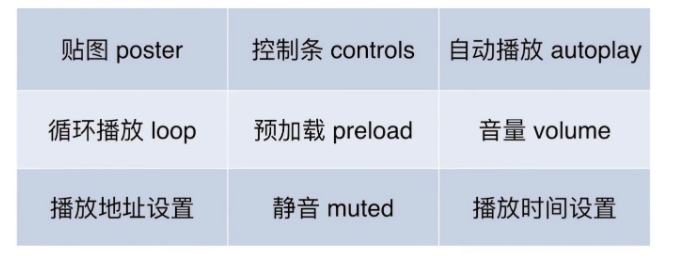 贴图 poster
控制条 controls
自动播放 autoplay
循环播放 loop
预加载 preload
音量 volume
播放地址设置
静音 muted
播放时间设置